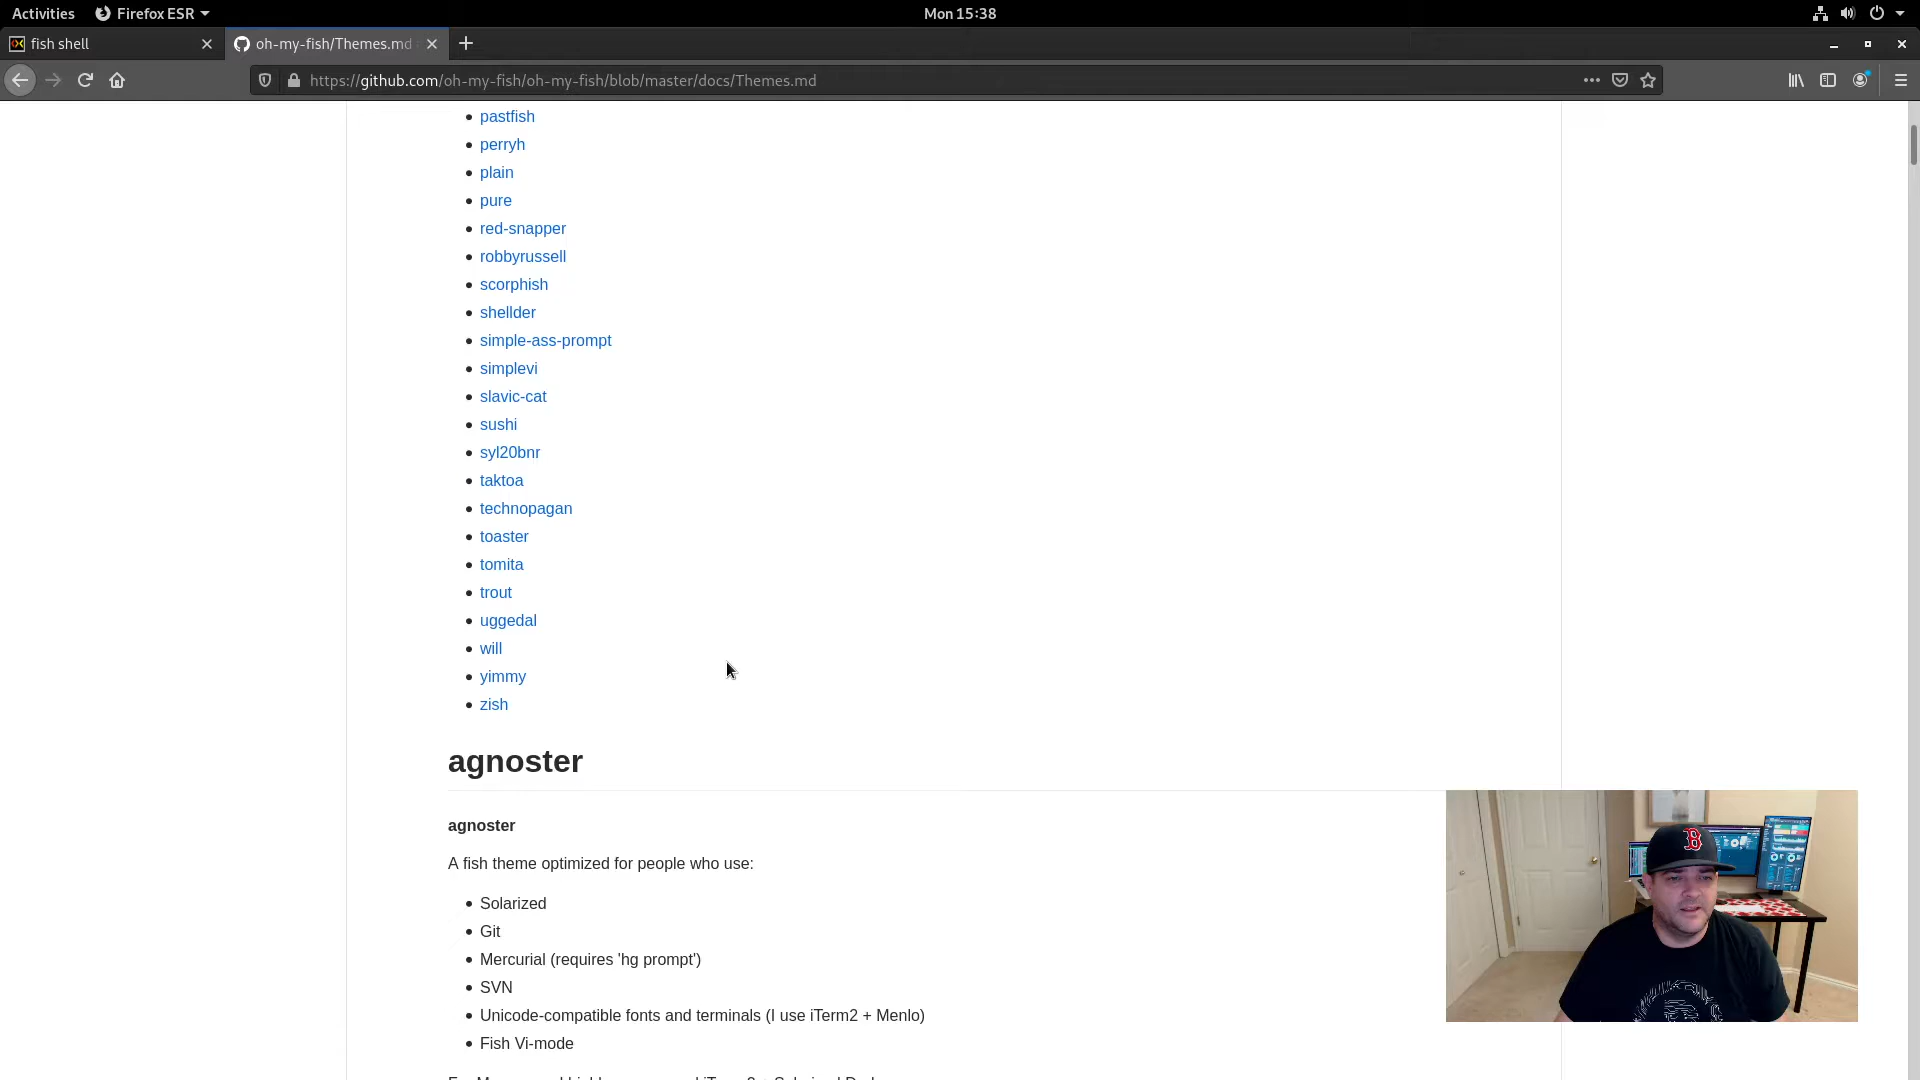 Activities Firefox ESR Mon 15:38
fish shell oh-my-fish/Themes.md
https://github.com/oh-my-fish/oh-my-fish/blob/master/docs/Themes.md
pastfish
perryh
plain
pure
red-snapper
robbyrussell
scorphish
shellder
simple-ass-prompt
simplevi
slavic-cat
sushi
syl20bnr
taktoa
technopagan
toaster
tomita
trout
uggedal
will
yimmy
zish
agnoster
agnoster
A fish theme optimized for people who use:
Solarized
Git
Mercurial (requires 'hg prompt')
SVN
Unicode-compatible fonts and terminals (I use iTerm2 + Menlo)
Fish Vi-mode
B